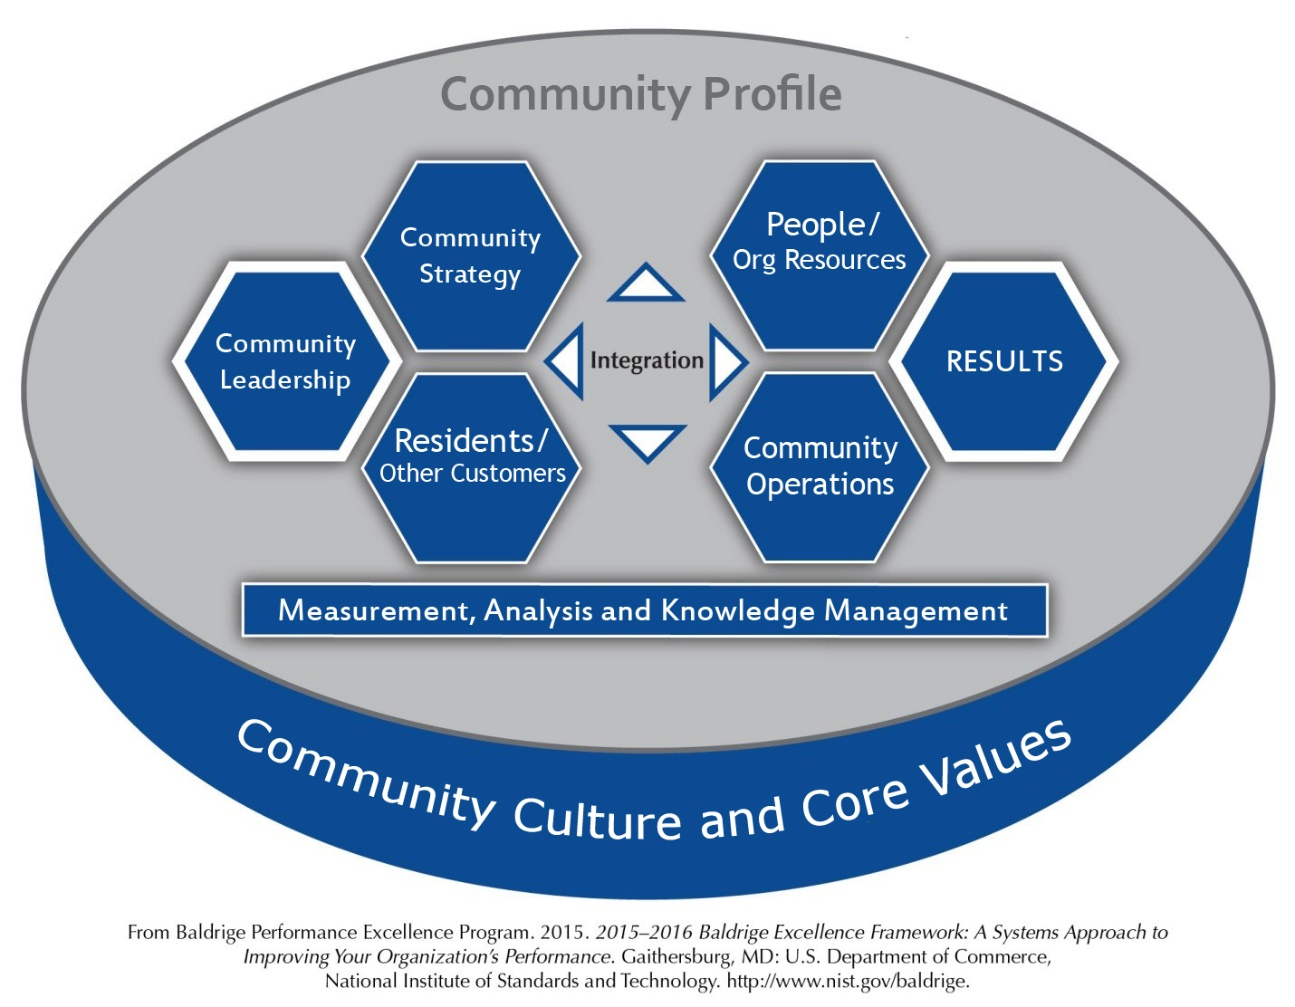 Community Profile
Community
Strategy
People/
Org Resources
Community
Leadership
Integration
RESULTS
Residents/
Other Customers
Community
Operations
Measurement, Analysis and Knowledge Management
Community Culture and Core Values
From Baldrige Performance Excellence Program. 2015. 2015–2016 Baldrige Excellence Framework: A Systems Approach to
Improving Your Organization's Performance. Gaithersburg, MD: U.S. Department of Commerce,
National Institute of Standards and Technology. http://www.nist.gov/baldrige.